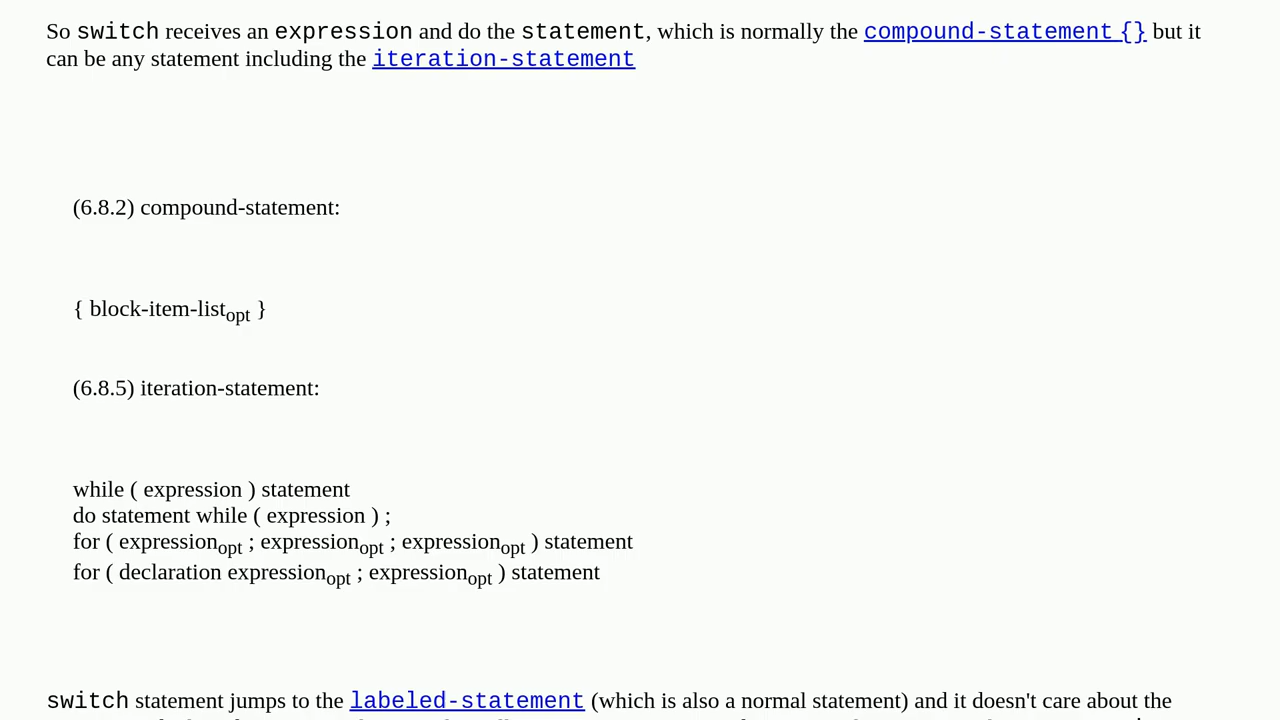 So switch receives an expression and do the statement, which is normally the compound-statement {} but it
can be any statement including the iteration-statement
(6.8.2) compound-statement:
{ block-item-listopt }
(6.8.5) iteration-statement:
while ( expression ) statement
do statement while ( expression ) ;
for ( expressionopt ; expressionopt ; expressionopt ) statement
for ( declaration expressionopt ; expressionopt ) statement
switch statement jumps to the labeled-statement (which is also a normal statement) and it doesn't care about the